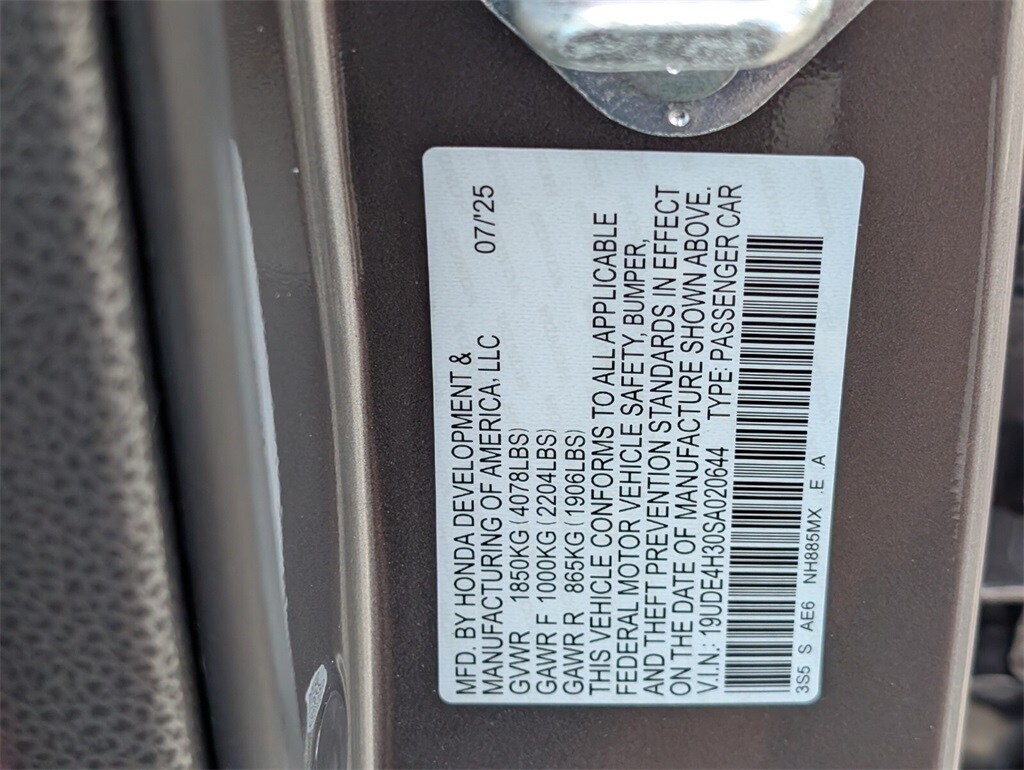 MFD. BY HONDA DEVELOPMENT &
MANUFACTURING OF AMERICA, LLC 07/'25
GVWR 1850KG (4078LBS)
GAWR F 1000KG (2204LBS)
GAWR R 865KG (1906LBS)
THIS VEHICLE CONFORMS TO ALL APPLICABLE
FEDERAL MOTOR VEHICLE SAFETY, BUMPER,
AND THEFT PREVENTION STANDARDS IN EFFECT
ON THE DATE OF MANUFACTURE SHOWN ABOVE.
V.I.N.: 19UDE4H30SA020644 TYPE: PASSENGER CAR
3S5 S AE6 NH885MX .E .A